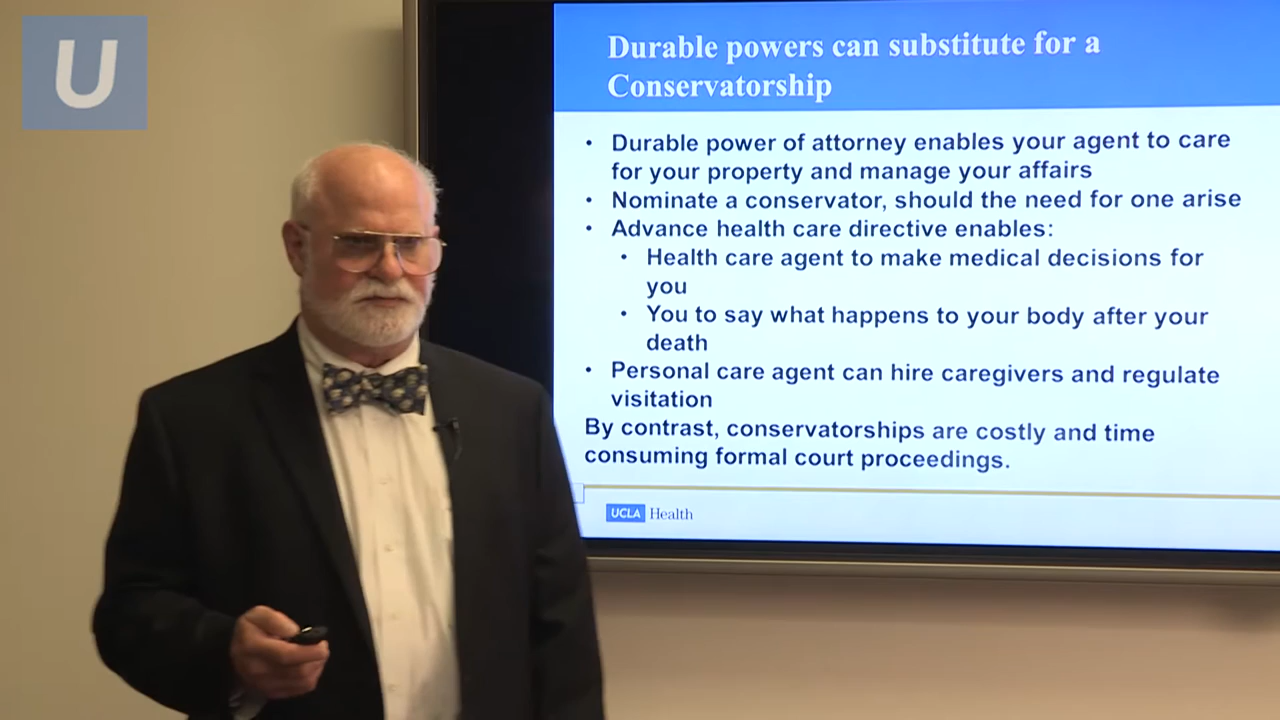 U
Durable powers can substitute for a
Conservatorship
• Durable power of attorney enables your agent to care
for your property and manage your affairs
• Nominate a conservator, should the need for one arise
• Advance health care directive enables:
• Health care agent to make medical decisions for
you
• You to say what happens to your body after your
death
• Personal care agent can hire caregivers and regulate
visitation
By contrast, conservatorships are costly and time
consuming formal court proceedings.
UCLA Health